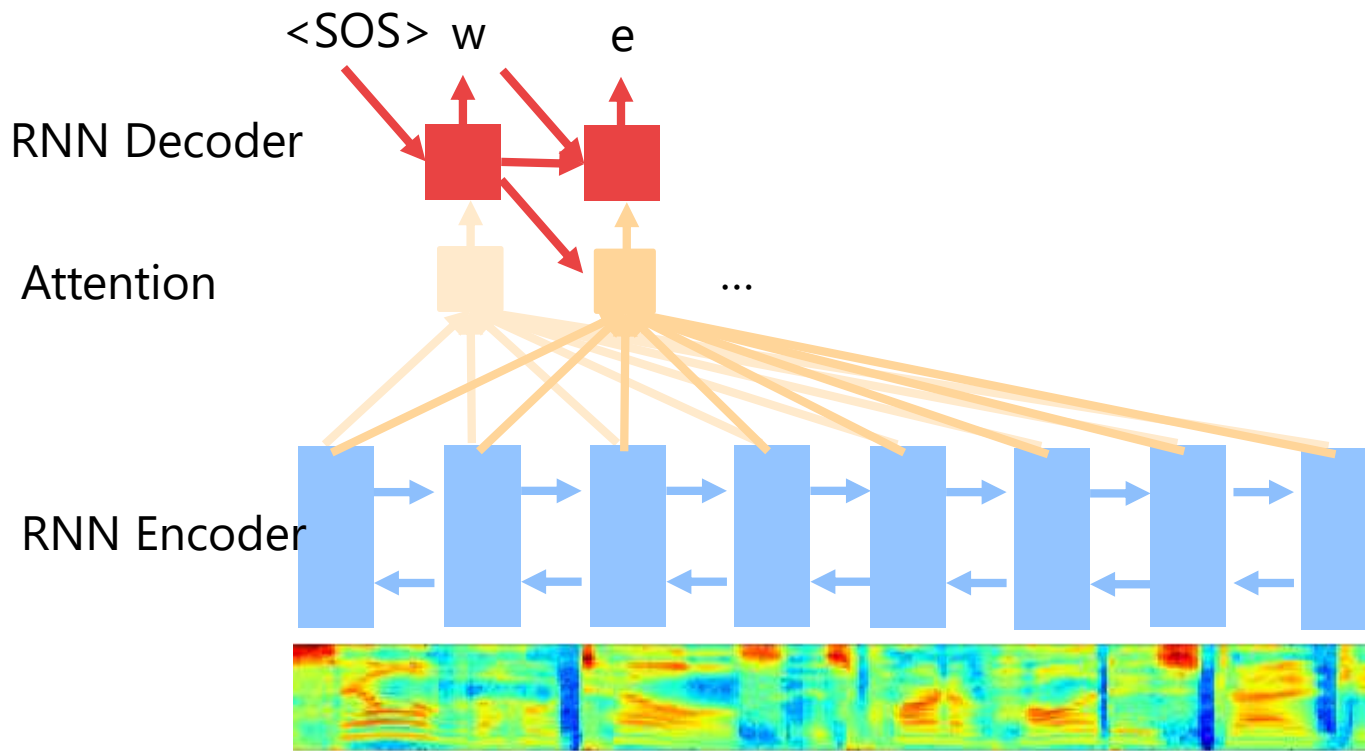 <SOS> w e
RNN Decoder
Attention
...
RNN Encoder